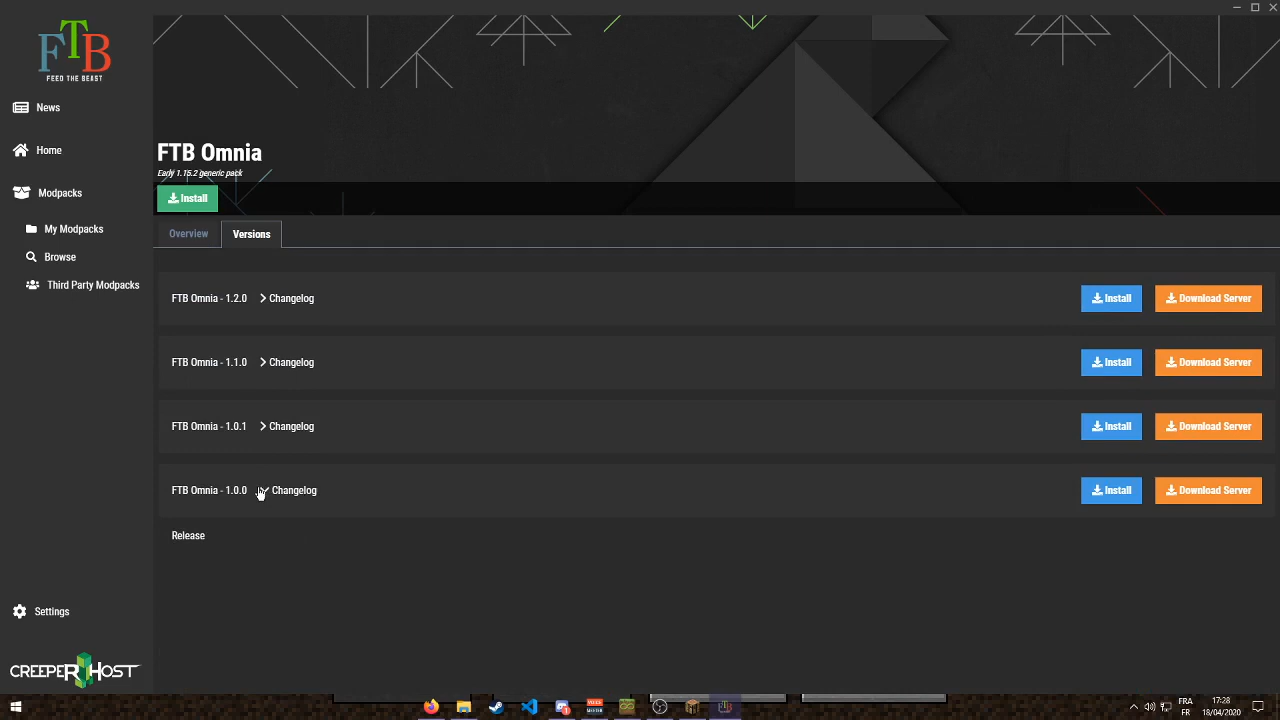 FTB
FEED THE BEAST
News
Home
Modpacks
My Modpacks
Browse
Third Party Modpacks
Settings
CREEPERHOST
FTB Omnia
Early 1.15.2 generic pack
Install
Overview
Versions
FTB Omnia - 1.2.0 Changelog Install Download Server
FTB Omnia - 1.1.0 Changelog Install Download Server
FTB Omnia - 1.0.1 Changelog Install Download Server
FTB Omnia - 1.0.0 Changelog Install Download Server
Release
FRA 17:28
FR 18/04/2020